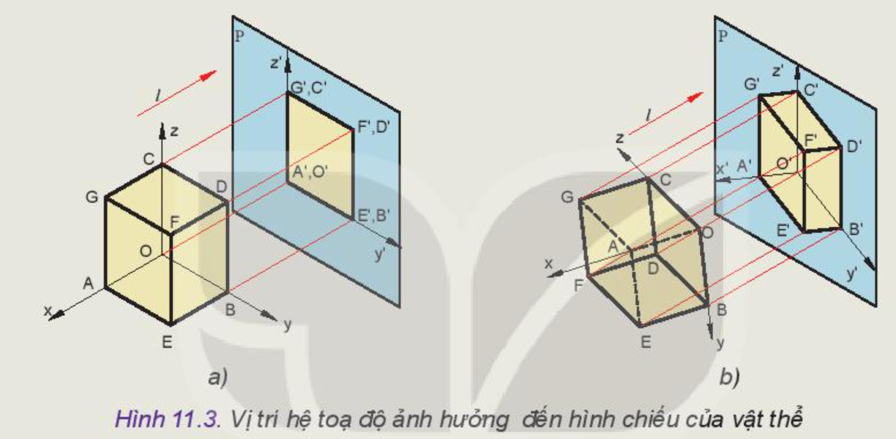 P
z'
G',C'
F',D'
A',O'
E',B'
y'
l
z
C
G
D
F
O
A
B
x
y
E
a)
P
z'
G'
C'
F'
D'
x'
A'
O'
E'
B'
y'
l
z
C
G
A
O
D
x
F
B
E
y
b)
Hình 11.3. Vị trí hệ toạ độ ảnh hưởng đến hình chiếu của vật thể